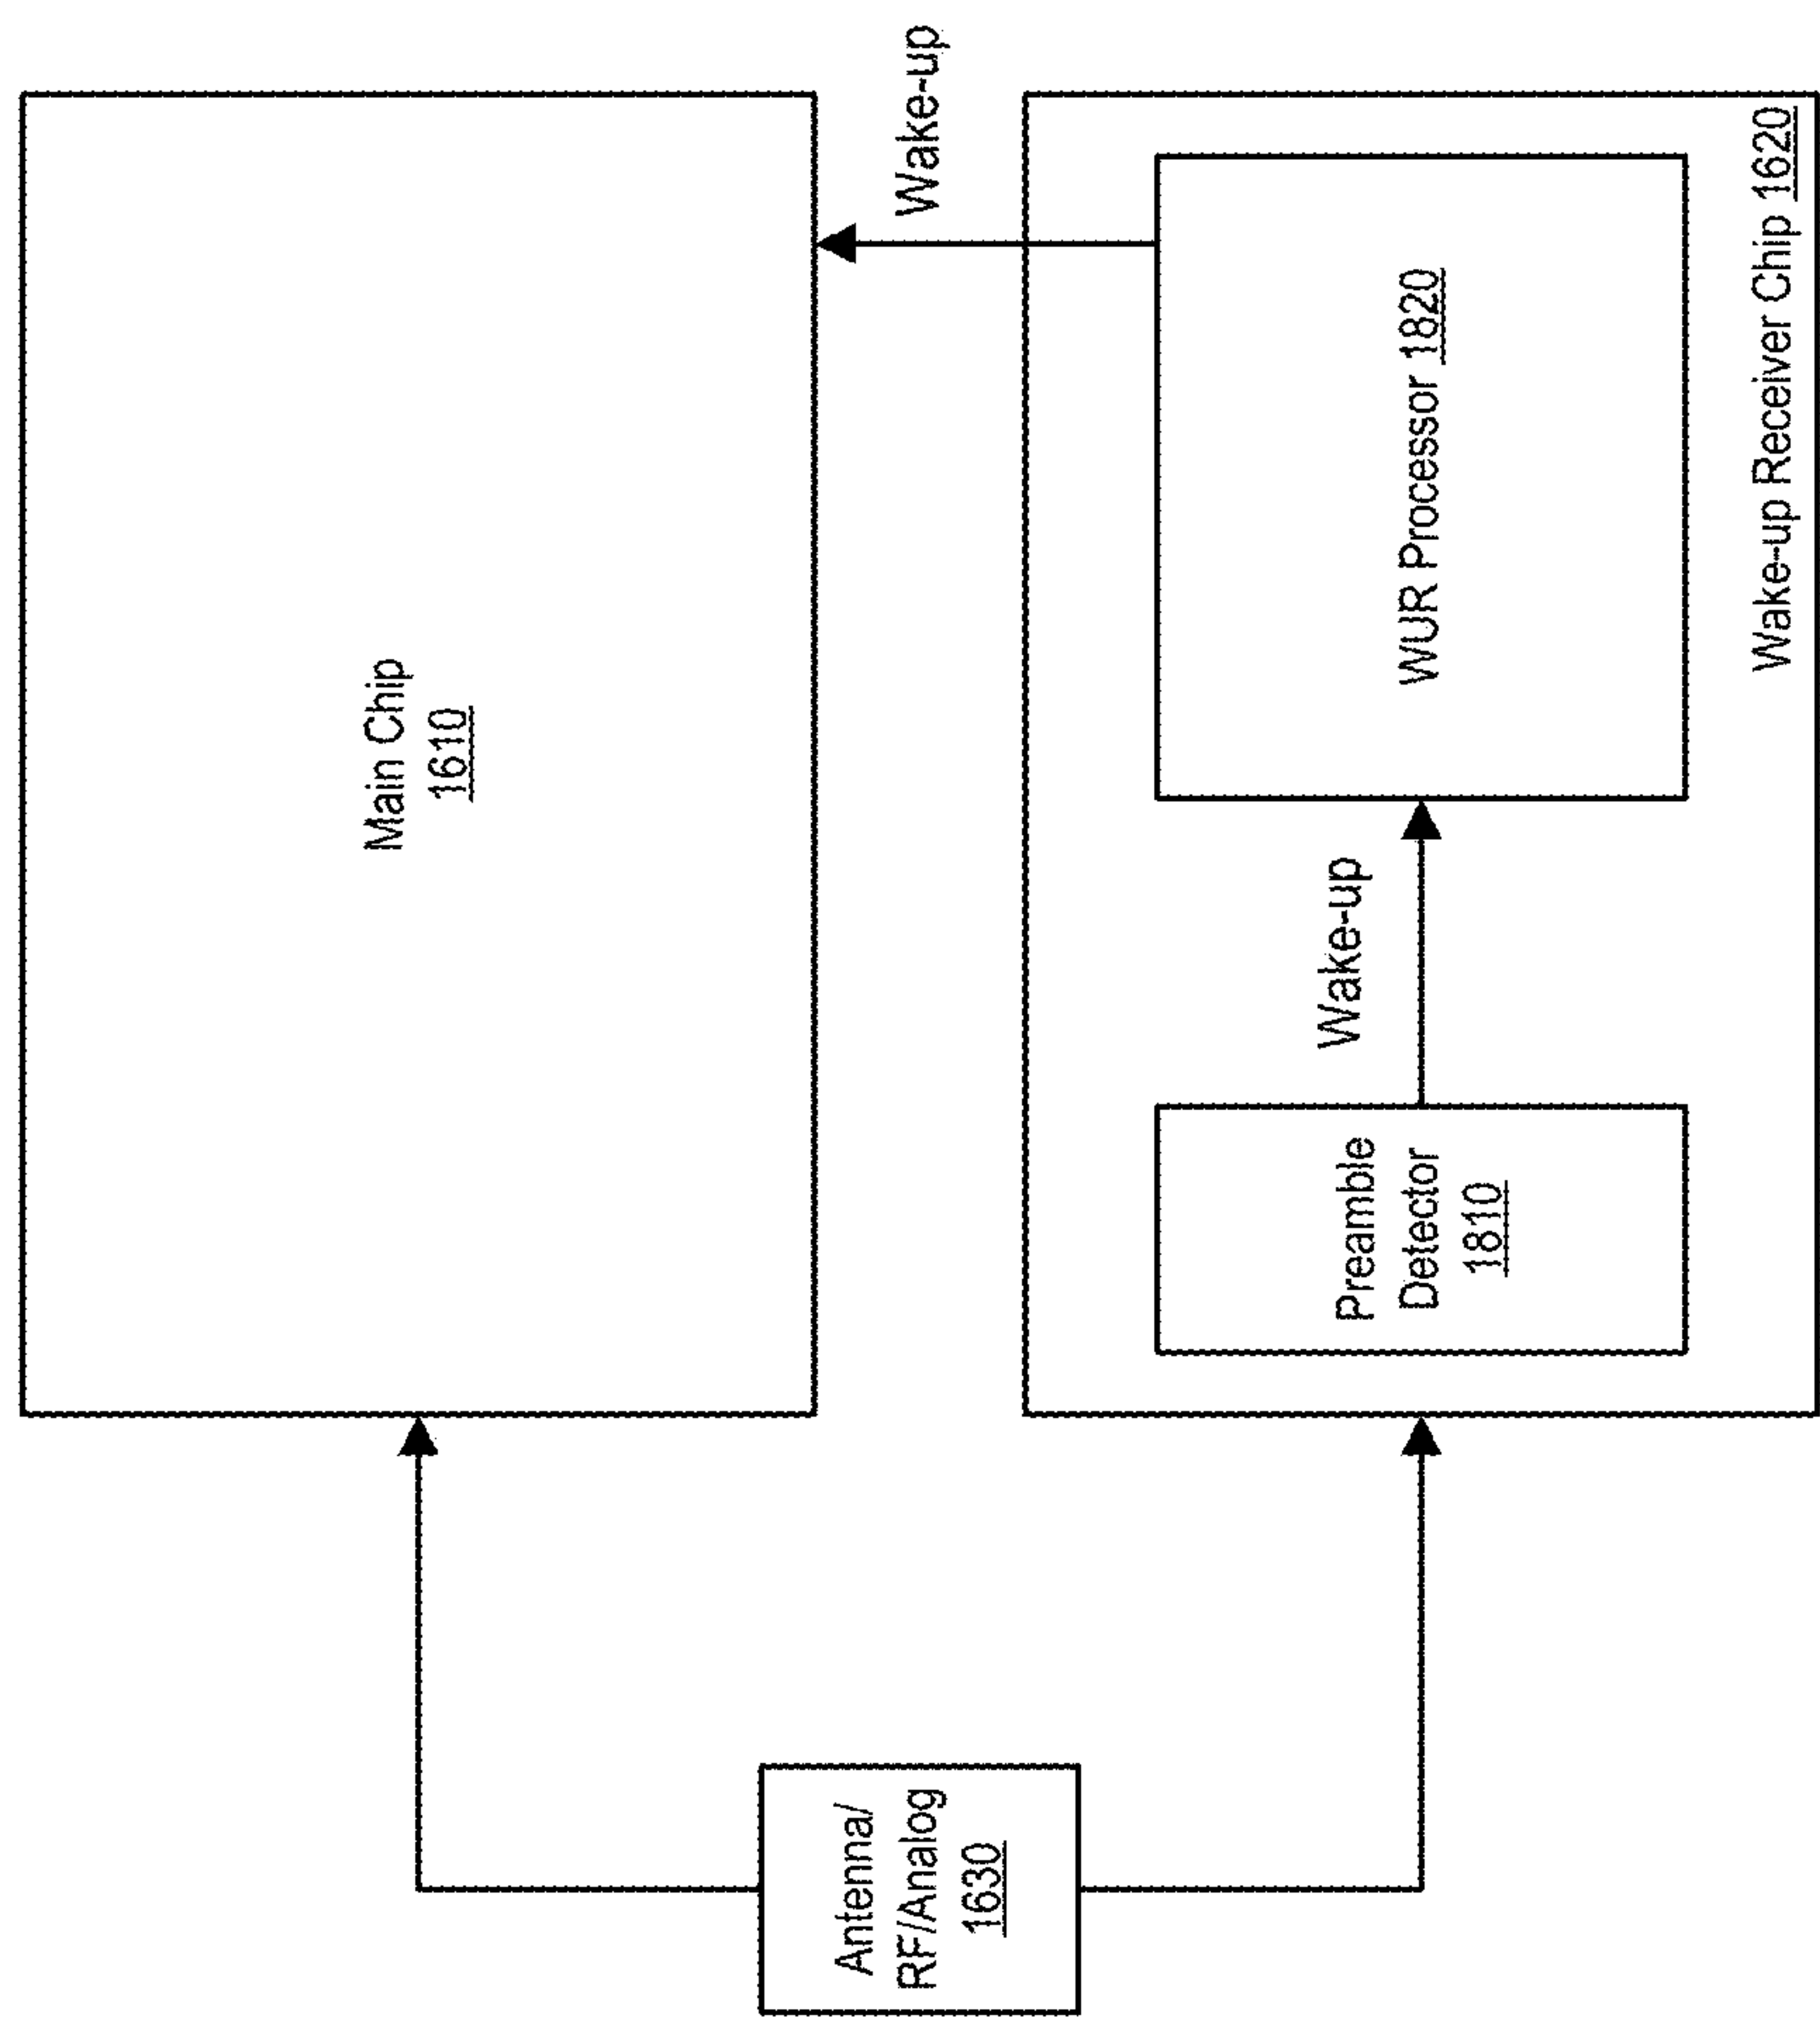 Main Chip
1610
Wake-up
Antenna/
RF/Analog
1630
Preamble
Detector
1810
Wake-up
WUR Processor 1820
Wake-up Receiver Chip 1620